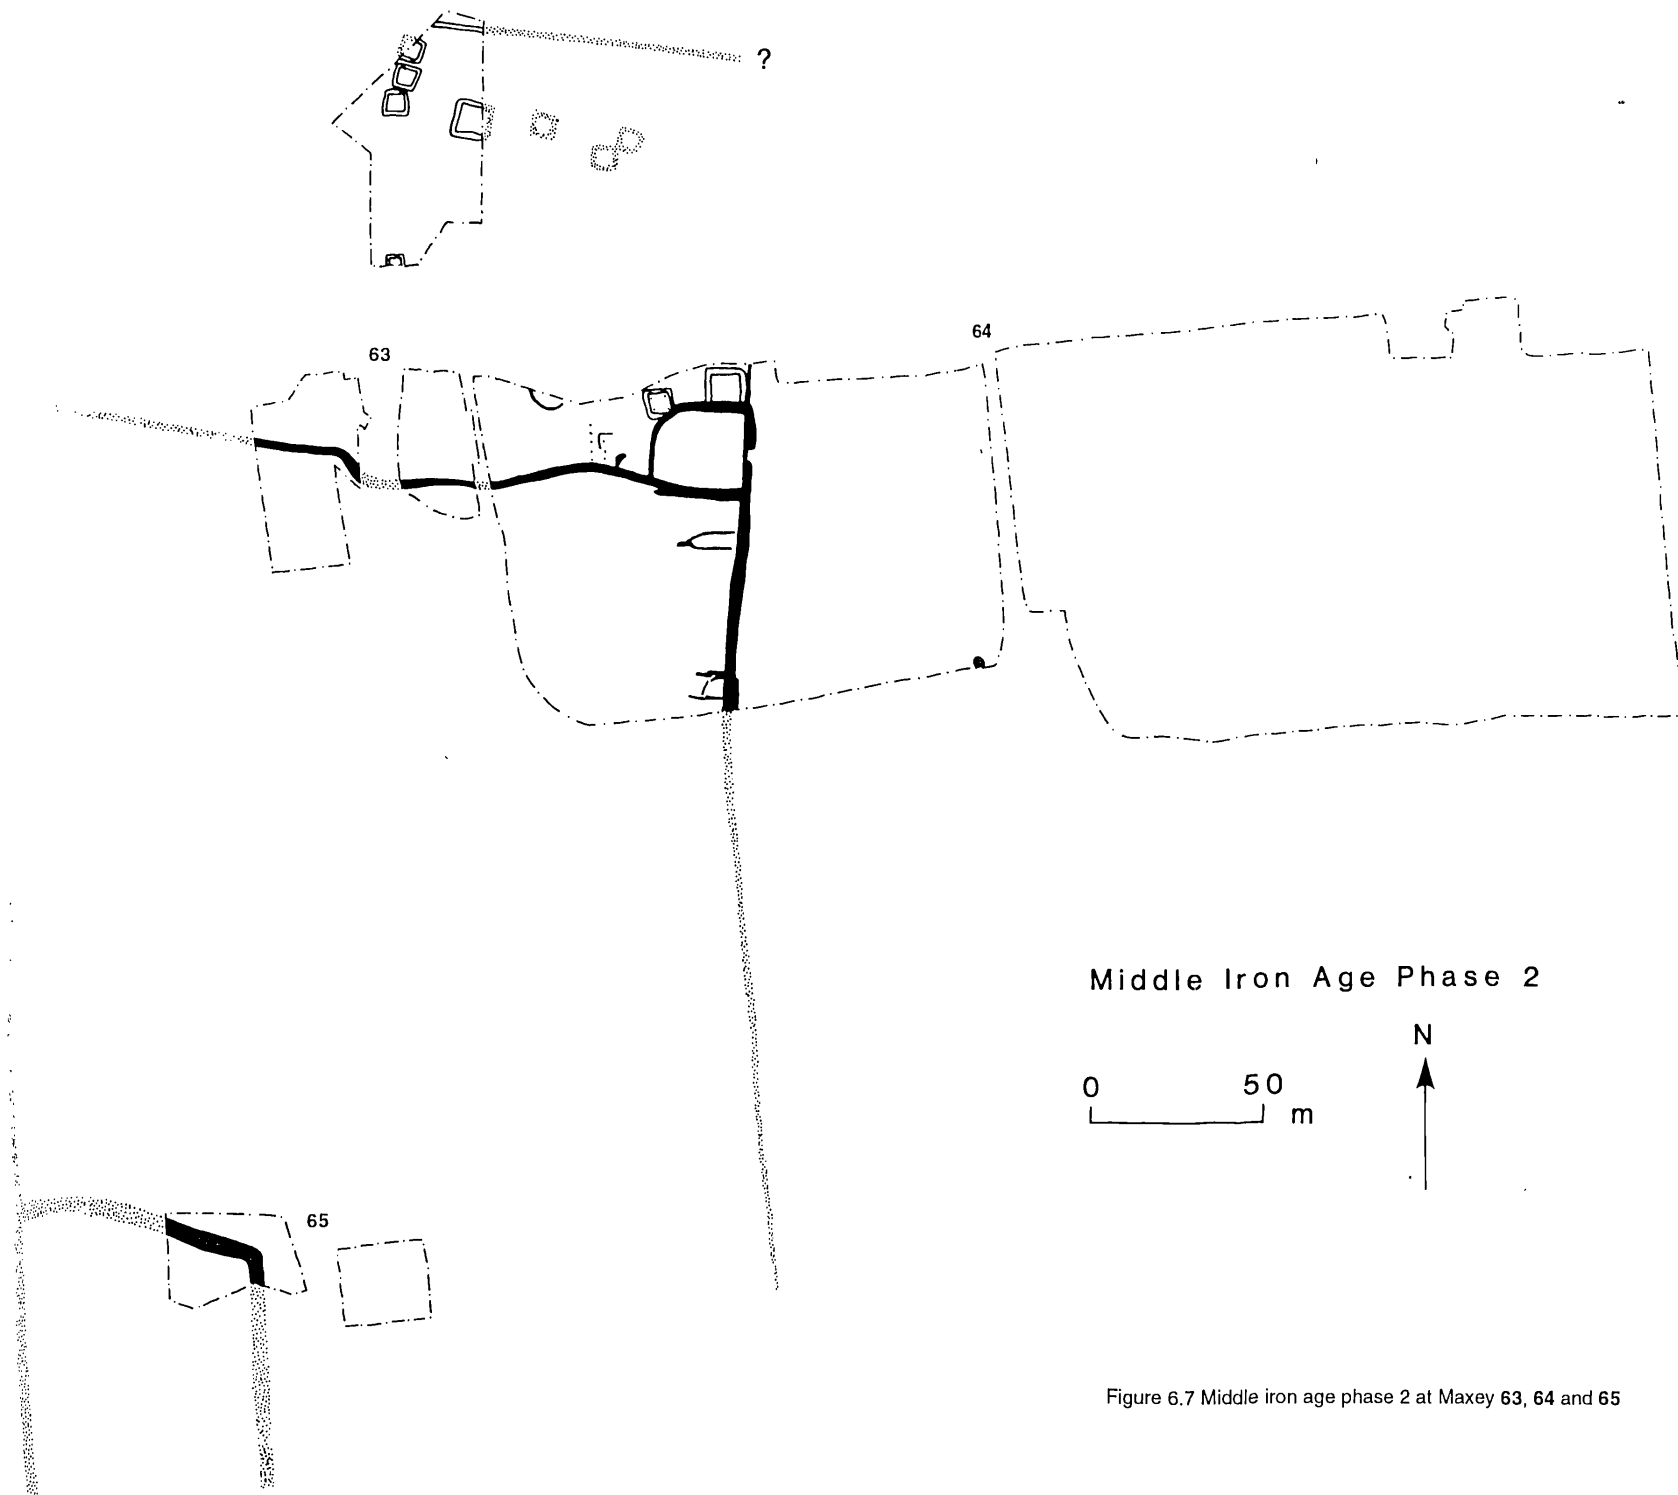 ?
64
63
Middle Iron Age Phase 2
N
0 50
m
65
Figure 6.7 Middle iron age phase 2 at Maxey 63, 64 and 65